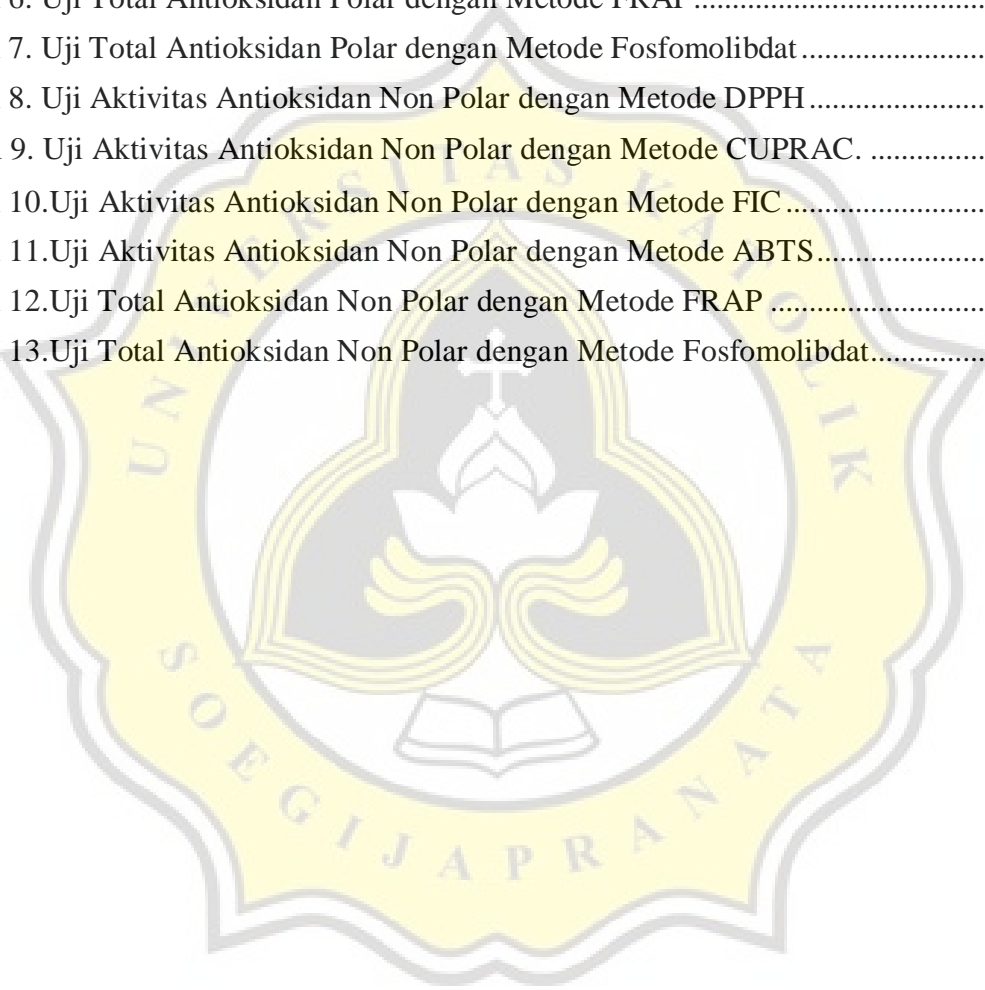 6. Uji Total Antioksidan Polar dengan Metode FRAP ....................................
7. Uji Total Antioksidan Polar dengan Metode Fosfomolibdat ......................
8. Uji Aktivitas Antioksidan Non Polar dengan Metode DPPH .....................
9. Uji Aktivitas Antioksidan Non Polar dengan Metode CUPRAC. ..............
10.Uji Aktivitas Antioksidan Non Polar dengan Metode FIC ........................
11.Uji Aktivitas Antioksidan Non Polar dengan Metode ABTS.....................
12.Uji Total Antioksidan Non Polar dengan Metode FRAP ..........................
13.Uji Total Antioksidan Non Polar dengan Metode Fosfomolibdat..............
UNIVERSITAS KATOLIK
SOEGIJAPRANATA